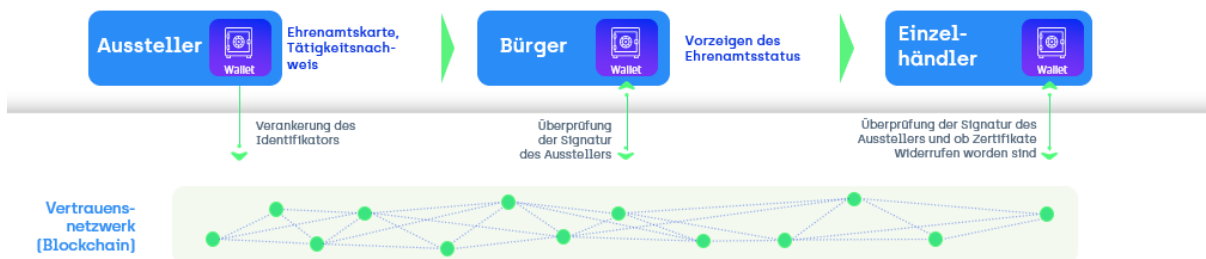 Aussteller
Wallet
Ehrenamtskarte,
Tätigkeitsnach-
weis
Bürger
Wallet
Vorzeigen des
Ehrenamtsstatus
Einzel-
händler
Wallet
Verankerung des
Identifikators
Überprüfung
der Signatur
des Ausstellers
Überprüfung der Signatur des
Ausstellers und ob Zertifikate
Widerrufen worden sind
Vertrauens-
netzwerk
(Blockchain)